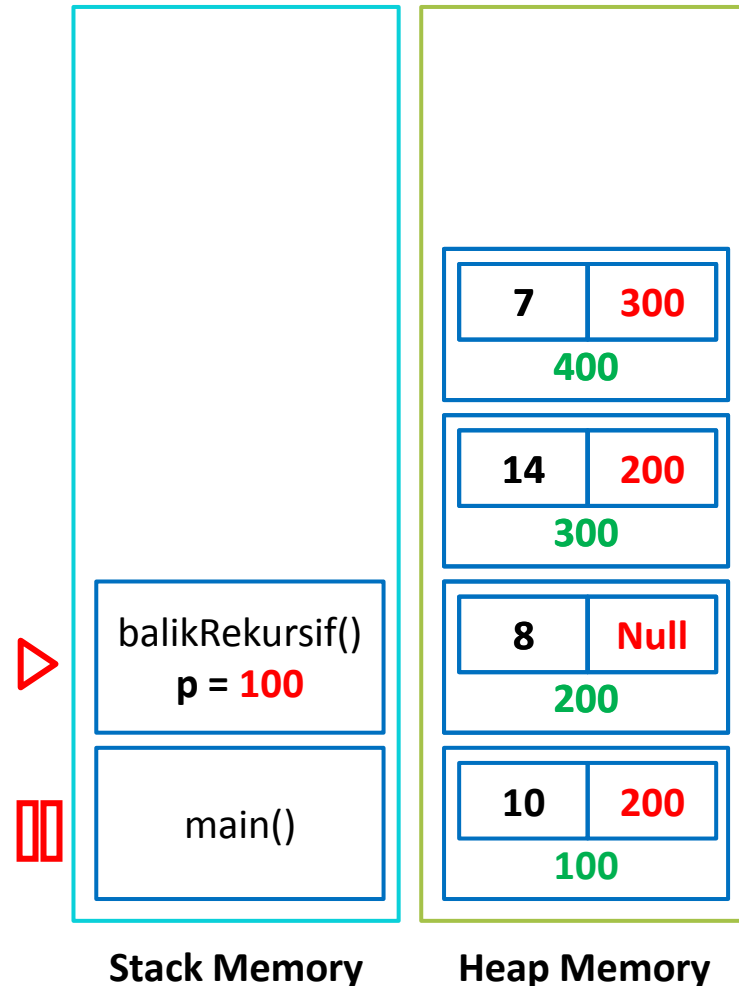 balikRekursif()
p = 100
main()
Stack Memory
7 300
400
14 200
300
8 Null
200
10 200
100
Heap Memory